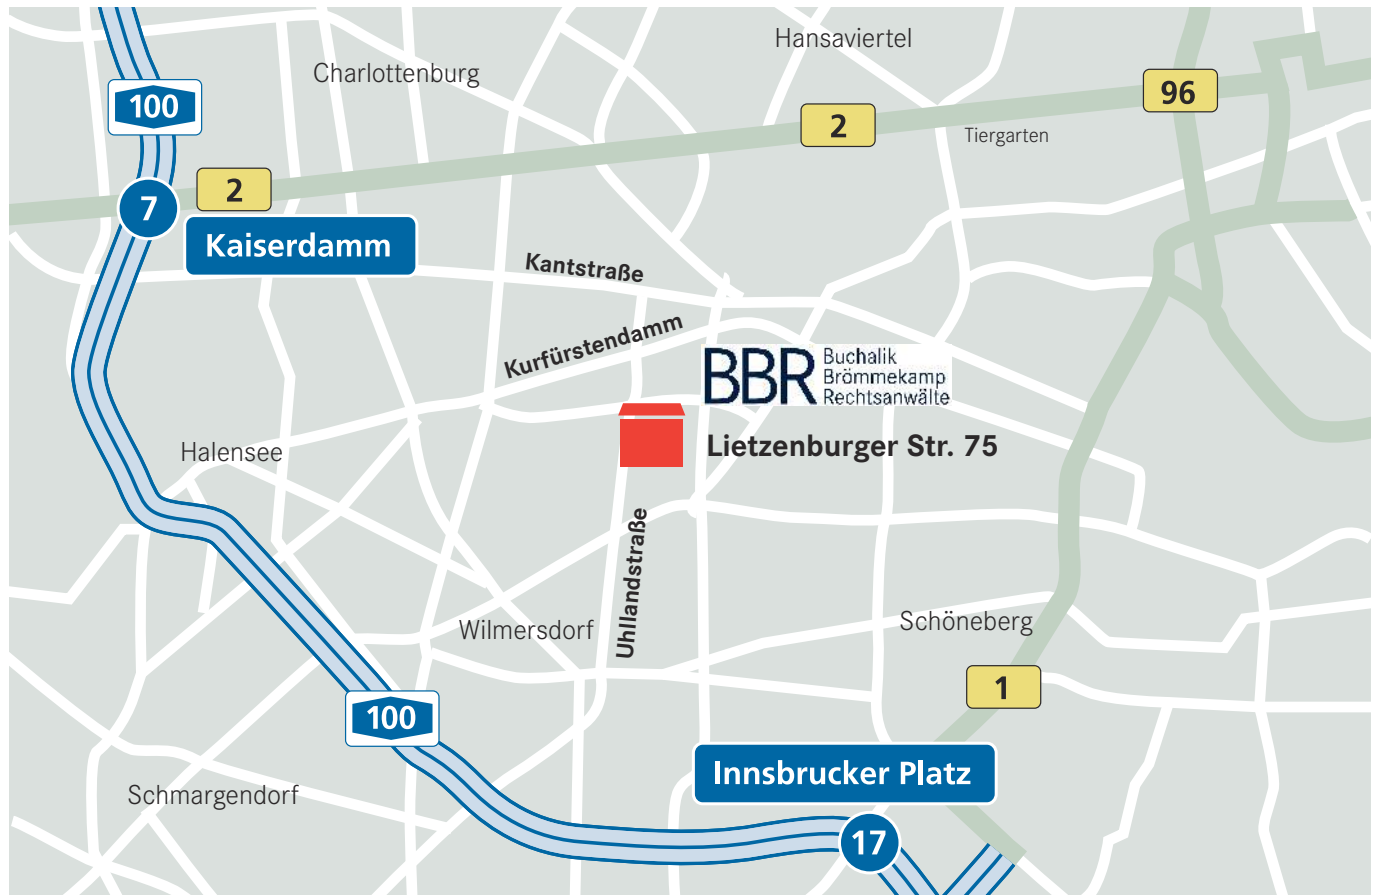 Hansaviertel
Charlottenburg
96
100
2
Tiergarten
2
7
Kaiserdamm
Kantstraße
Kurfürstendamm
BBR
Buchalik
Brömmekamp
Rechtsanwälte
Lietzenburger Str. 75
Halensee
Uhllandstraße
Wilmersdorf
Schöneberg
1
100
Innsbrucker Platz
Schmargendorf
17